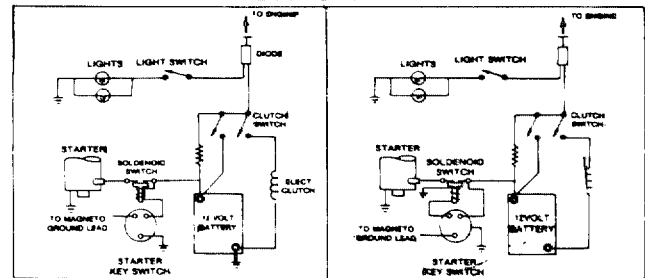 TO ENGINE
DIODE
LIGHTS
LIGHT SWITCH
CLUTCH
SWITCH
STARTER
SOLDENOID
SWITCH
ELECT
CLUTCH
12 VOLT
BATTERY
TO MAGNETO
GROUND LEAD
STARTER
KEY SWITCH
TO ENGINE
LIGHTS
LIGHT SWITCH
CLUTCH
SWITCH
STARTER
SOLDENOID
SWITCH
12VOLT
BATTERY
TO MAGNETO
GROUND LEAD
STARTER
KEY SWITCH